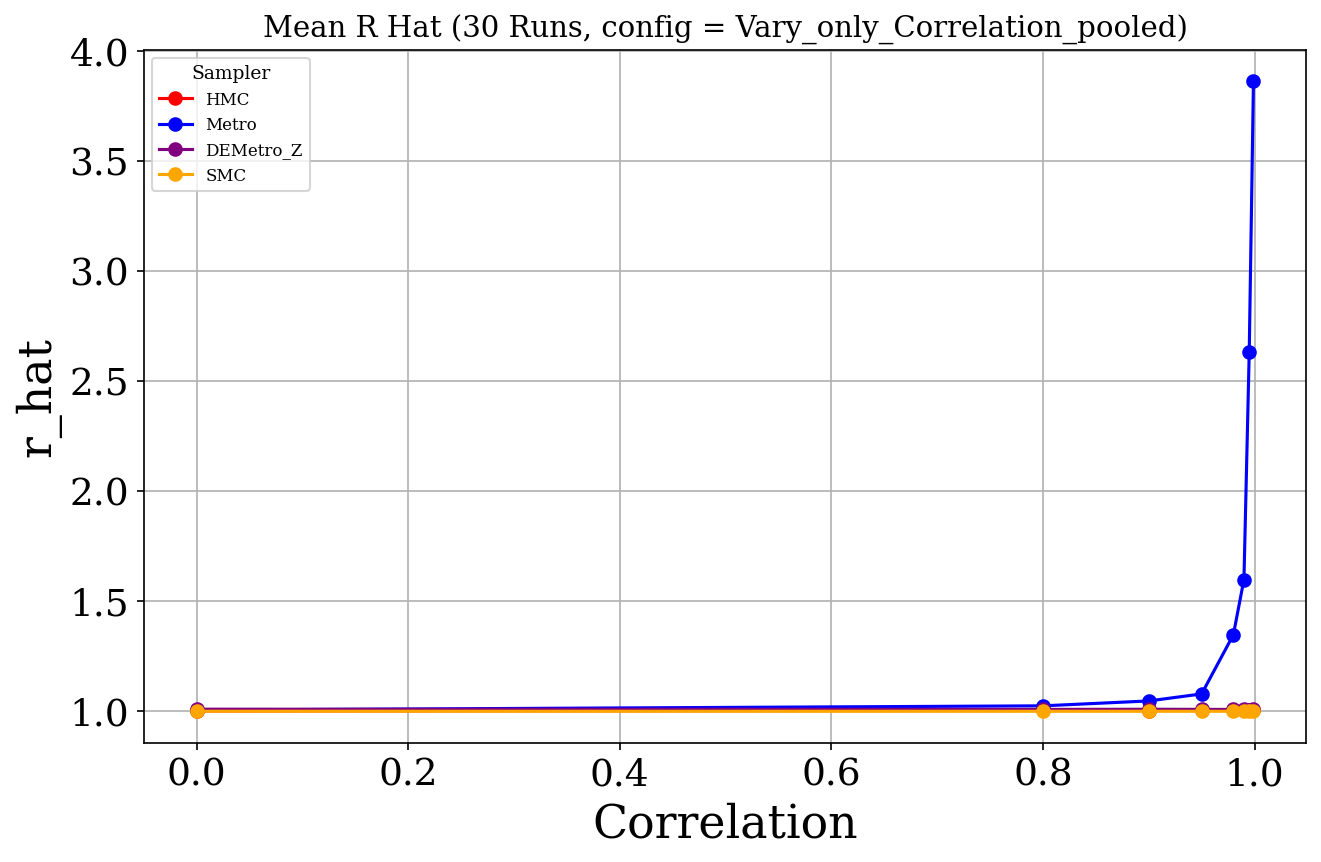 Mean R Hat (30 Runs, config = Vary_only_Correlation_pooled)
Sampler
HMC
Metro
DEMetro_Z
SMC
r_hat
4.0
3.5
3.0
2.5
2.0
1.5
1.0
0.0 0.2 0.4 0.6 0.8 1.0
Correlation